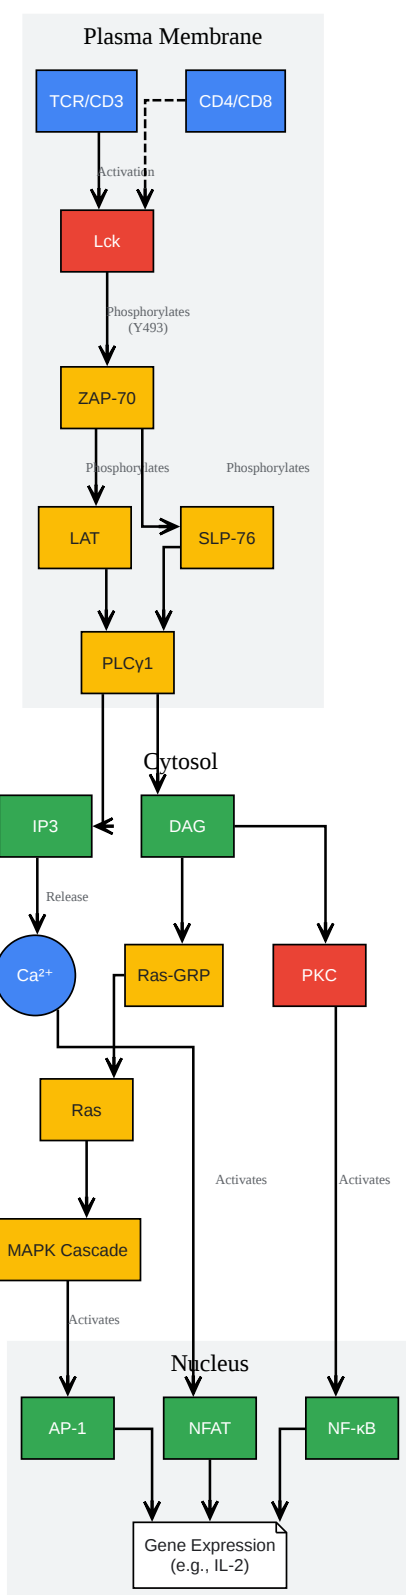 Plasma Membrane
TCR/CD3
CD4/CD8
Activation
Lck
Phosphorylates
(Y493)
ZAP-70
Phosphorylates
Phosphorylates
LAT
SLP-76
PLCγ1
Cytosol
IP3
DAG
Release
Ca²⁺
Ras-GRP
PKC
Ras
Activates
Activates
MAPK Cascade
Activates
Nucleus
AP-1
NFAT
NF-κB
Gene Expression
(e.g., IL-2)